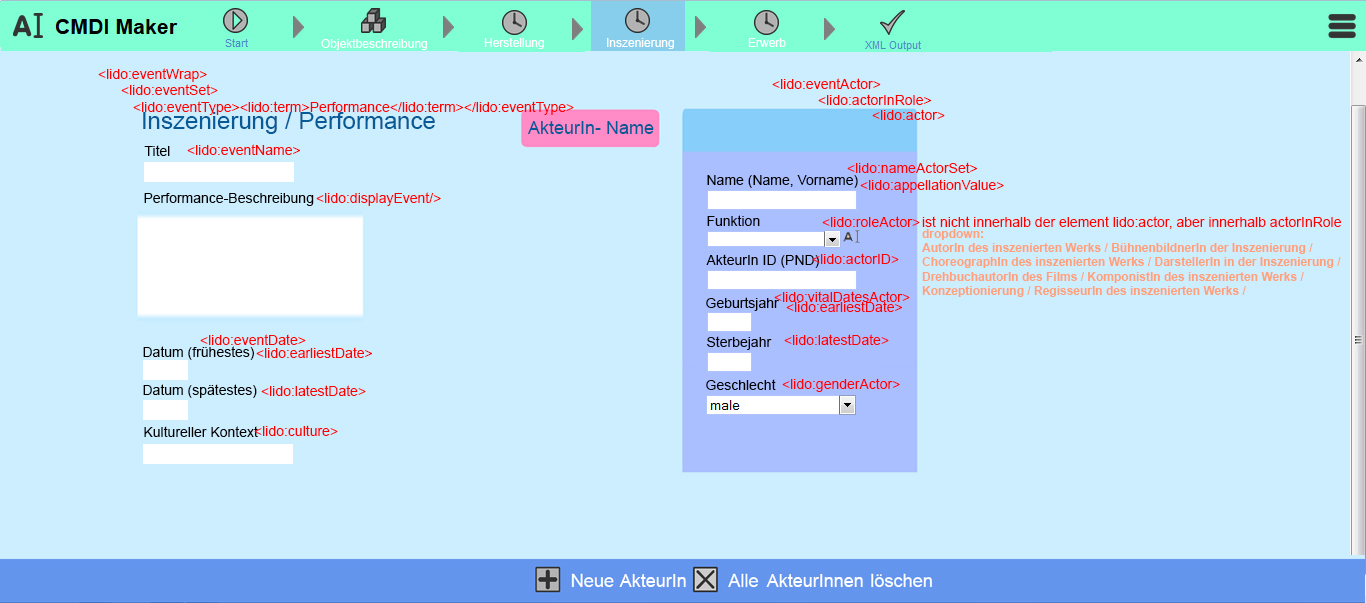 AI CMDI Maker
Start
Objektbeschreibung
Herstellung
Inszenierung
Erwerb
XML Output
<lido:eventWrap>
<lido:eventSet>
<lido:eventType><lido:term>Performance</lido:term></lido:eventType>
Inszenierung / Performance
Titel <lido:eventName>
Performance-Beschreibung <lido:displayEvent/>
<lido:eventDate>
Datum (frühestes) <lido:earliestDate>
Datum (spätestes) <lido:latestDate>
Kultureller Kontext <lido:culture>
AkteurIn- Name
<lido:eventActor>
<lido:actorInRole>
<lido:actor>
<lido:nameActorSet>
Name (Name, Vorname) <lido:appellationValue>
Funktion <lido:roleActor> ist nicht innerhalb der element lido:actor, aber innerhalb actorInRole
AI
dropdown:
AutorIn des inszenierten Werks / BühnenbildnerIn der Inszenierung /
ChoreographIn des inszenierten Werks / DarstellerIn in der Inszenierung /
DrehbuchautorIn des Films / KomponistIn des inszenierten Werks /
Konzeptionierung / RegisseurIn des inszenierten Werks /
AkteurIn ID (PND) <lido:actorID>
<lido:vitalDatesActor>
Geburtsjahr <lido:earliestDate>
Sterbejahr <lido:latestDate>
Geschlecht <lido:genderActor>
male
Neue AkteurIn
Alle AkteurInnen löschen